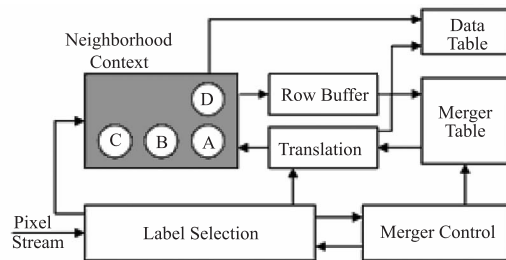 Neighborhood
Context
Data
Table
D
Row Buffer
Merger
Table
C
B
A
Translation
Pixel
Stream
Label Selection
Merger Control